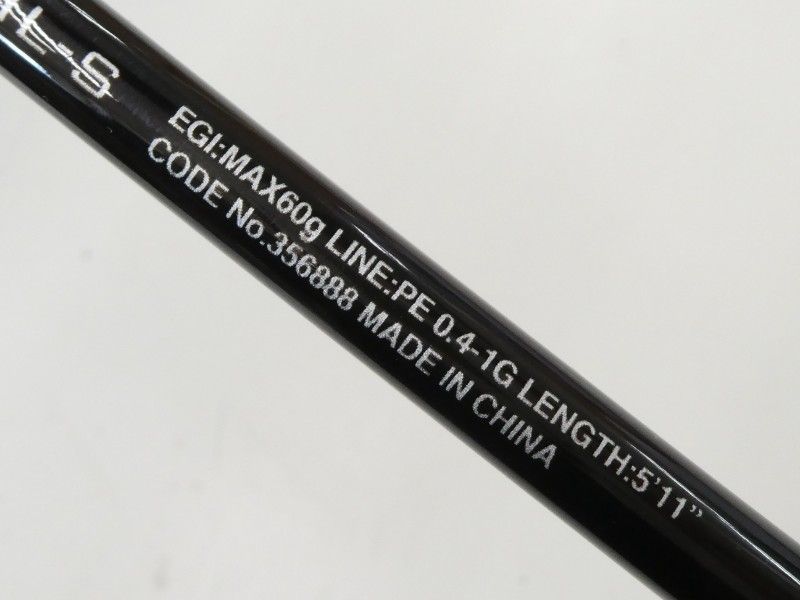 -S
EGI:MAX60g LINE:PE 0.4-1G LENGTH:5'11”
CODE No.356888 MADE IN CHINA